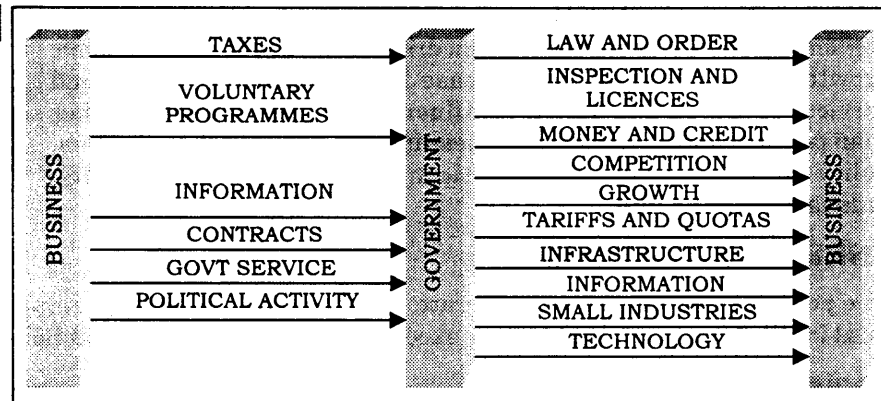 BUSINESS
TAXES
VOLUNTARY
PROGRAMMES
INFORMATION
CONTRACTS
GOVT SERVICE
POLITICAL ACTIVITY
GOVERNMENT
LAW AND ORDER
INSPECTION AND
LICENCES
MONEY AND CREDIT
COMPETITION
GROWTH
TARIFFS AND QUOTAS
INFRASTRUCTURE
INFORMATION
SMALL INDUSTRIES
TECHNOLOGY
BUSINESS